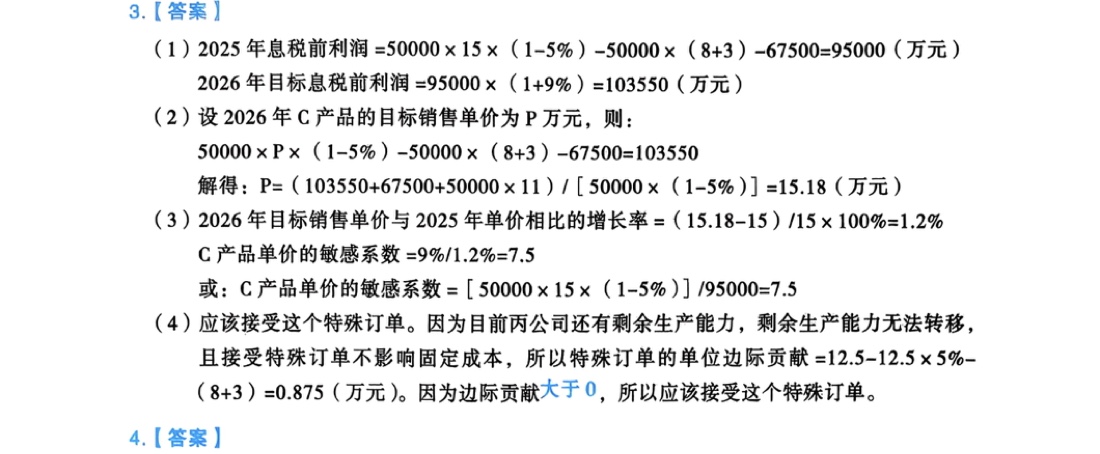 3.【答案】
（1）2025 年息税前利润 =50000×15×（1-5%）-50000×（8+3）-67500=95000（万元）
2026 年目标息税前利润 =95000×（1+9%）=103550（万元）
（2）设 2026 年 C 产品的目标销售单价为 P 万元，则：
50000×P×（1-5%）-50000×（8+3）-67500=103550
解得：P=（103550+67500+50000×11）/［50000×（1-5%）］=15.18（万元）
（3）2026 年目标销售单价与 2025 年单价相比的增长率 =（15.18-15）/15×100%=1.2%
C 产品单价的敏感系数 =9%/1.2%=7.5
或：C 产品单价的敏感系数 =［50000×15×（1-5%）］/95000=7.5
（4）应该接受这个特殊订单。因为目前丙公司还有剩余生产能力，剩余生产能力无法转移，
且接受特殊订单不影响固定成本，所以特殊订单的单位边际贡献 =12.5-12.5×5%-
（8+3）=0.875（万元）。因为边际贡献大于 0，所以应该接受这个特殊订单。
4.【答案】